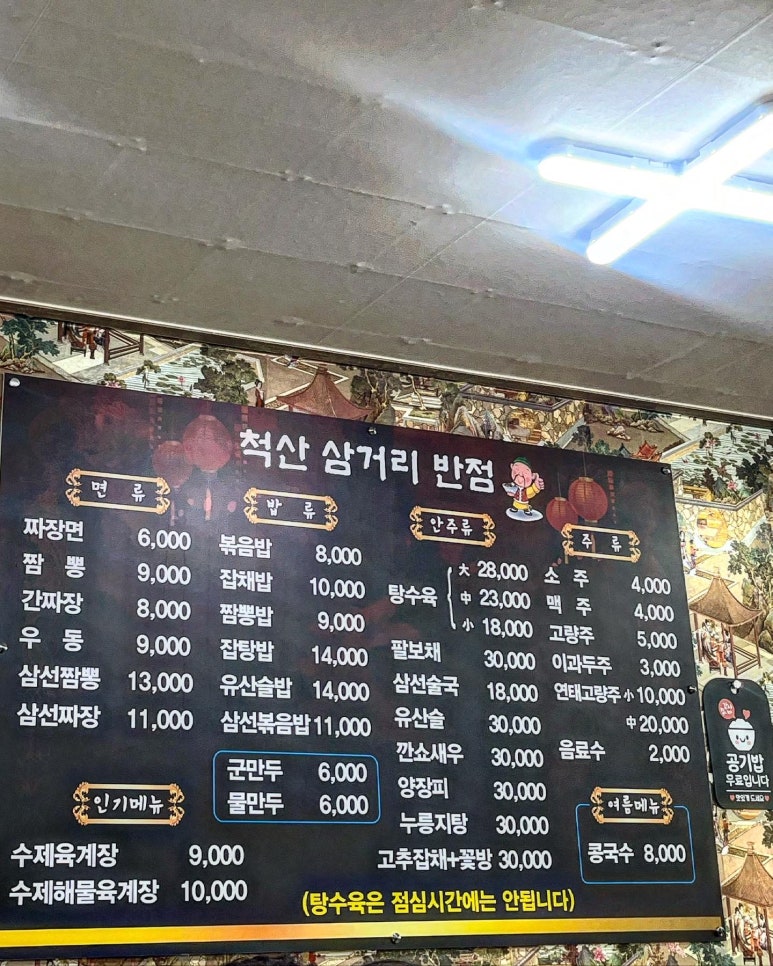 척산 삼거리 반점
면 류
짜장면 6,000
짬 뽕 9,000
간짜장 8,000
우 동 9,000
삼선짬뽕 13,000
삼선짜장 11,000
인기메뉴
수제육계장 9,000
수제해물육계장 10,000
밥 류
볶음밥 8,000
잡채밥 10,000
짬뽕밥 9,000
잡탕밥 14,000
유산슬밥 14,000
삼선볶음밥 11,000
군만두 6,000
물만두 6,000
안주류
탕수육 大 28,000
中 23,000
小 18,000
팔보채 30,000
삼선술국 18,000
유산슬 30,000
깐쇼새우 30,000
양장피 30,000
누릉지탕 30,000
고추잡채+꽃방 30,000
주 류
소 주 4,000
맥 주 4,000
고량주 5,000
이과두주 3,000
연태고량주 小 10,000
中 20,000
음료수 2,000
여름메뉴
콩국수 8,000
(탕수육은 점심시간에는 안됩니다)
공기밥
무료입니다
맛있게 드세요